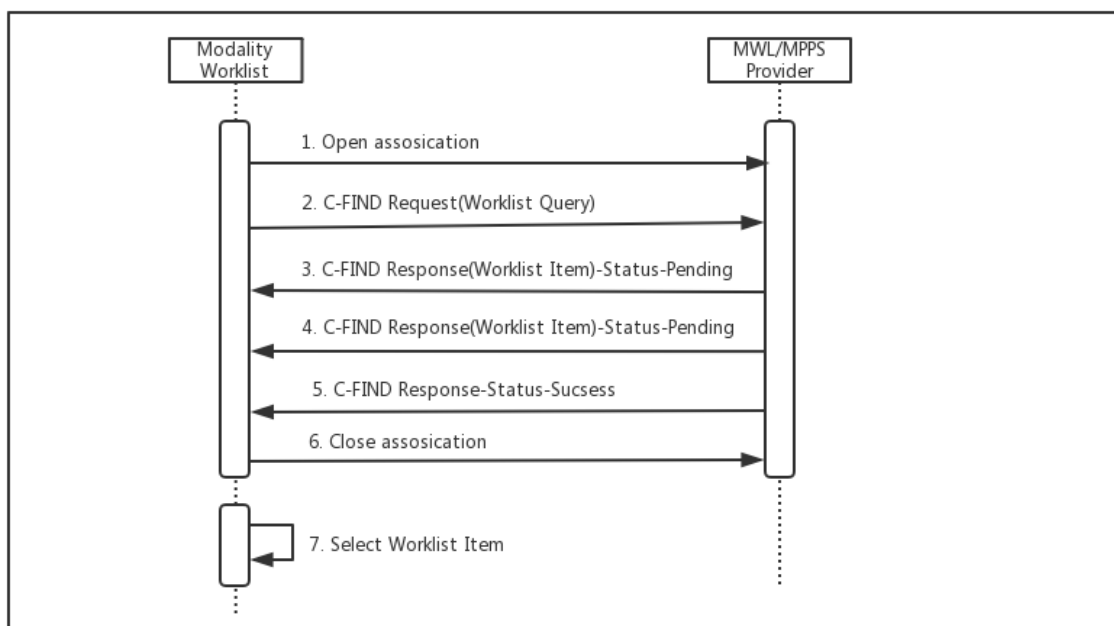 Modality
Worklist
MWL/MPPS
Provider
1. Open assosication
2. C-FIND Request(Worklist Query)
3. C-FIND Response(Worklist Item)-Status-Pending
4. C-FIND Response(Worklist Item)-Status-Pending
5. C-FIND Response-Status-Sucsess
6. Close assosication
7. Select Worklist Item